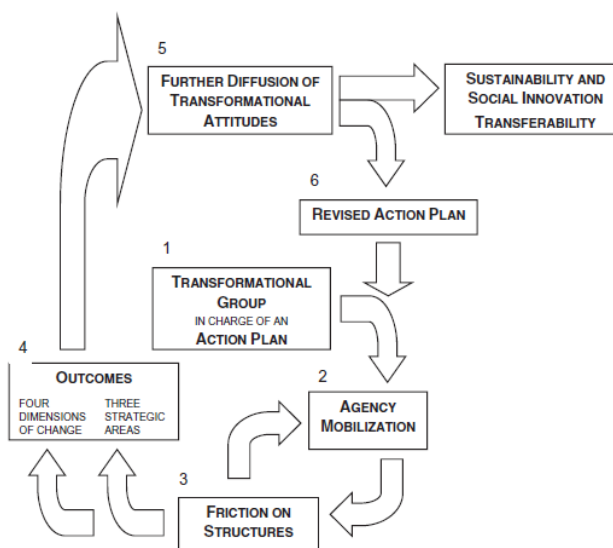 5
FURTHER DIFFUSION OF
TRANSFORMATIONAL
ATTITUDES
SUSTAINABILITY AND
SOCIAL INNOVATION
TRANSFERABILITY
6
REVISED ACTION PLAN
1
TRANSFORMATIONAL
GROUP
IN CHARGE OF AN
ACTION PLAN
4
OUTCOMES
FOUR
DIMENSIONS
OF CHANGE
THREE
STRATEGIC
AREAS
2
AGENCY
MOBILIZATION
3
FRICTION ON
STRUCTURES